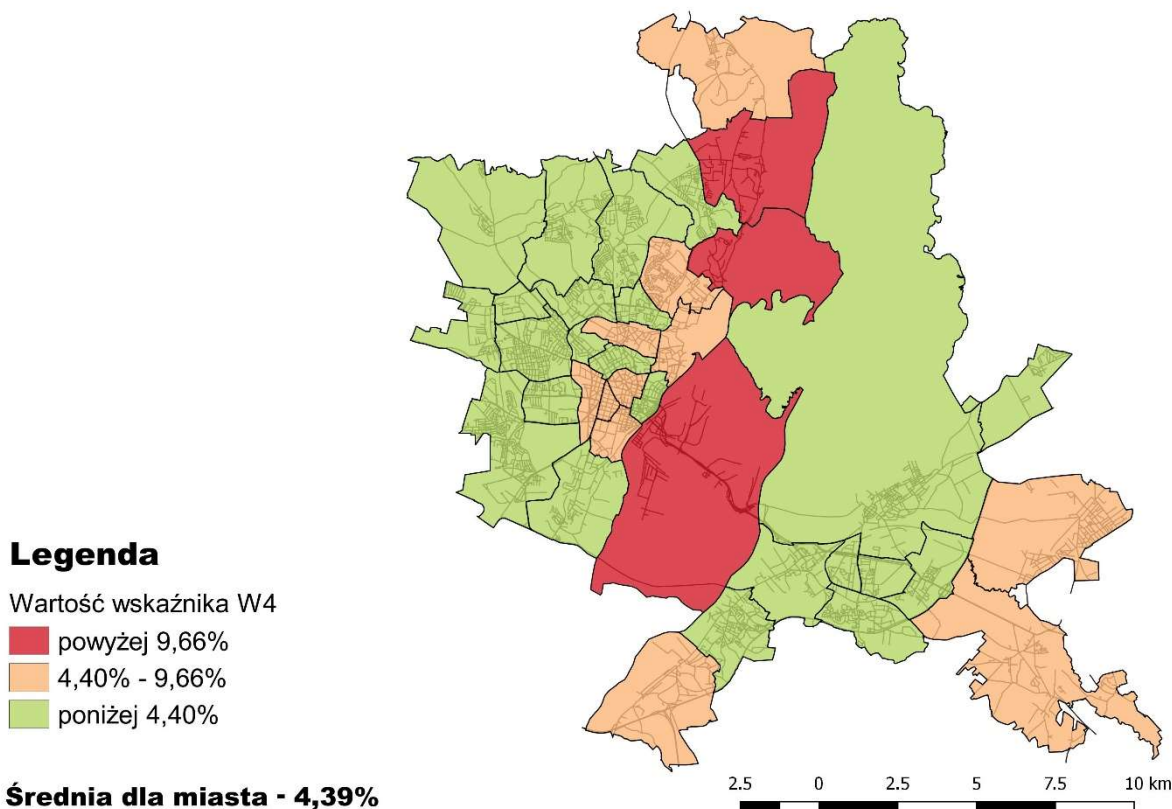 Legenda
Wartość wskaźnika W4
powyżej 9,66%
4,40% - 9,66%
poniżej 4,40%
Średnia dla miasta - 4,39%
2.5 0 2.5 5 7.5 10 km